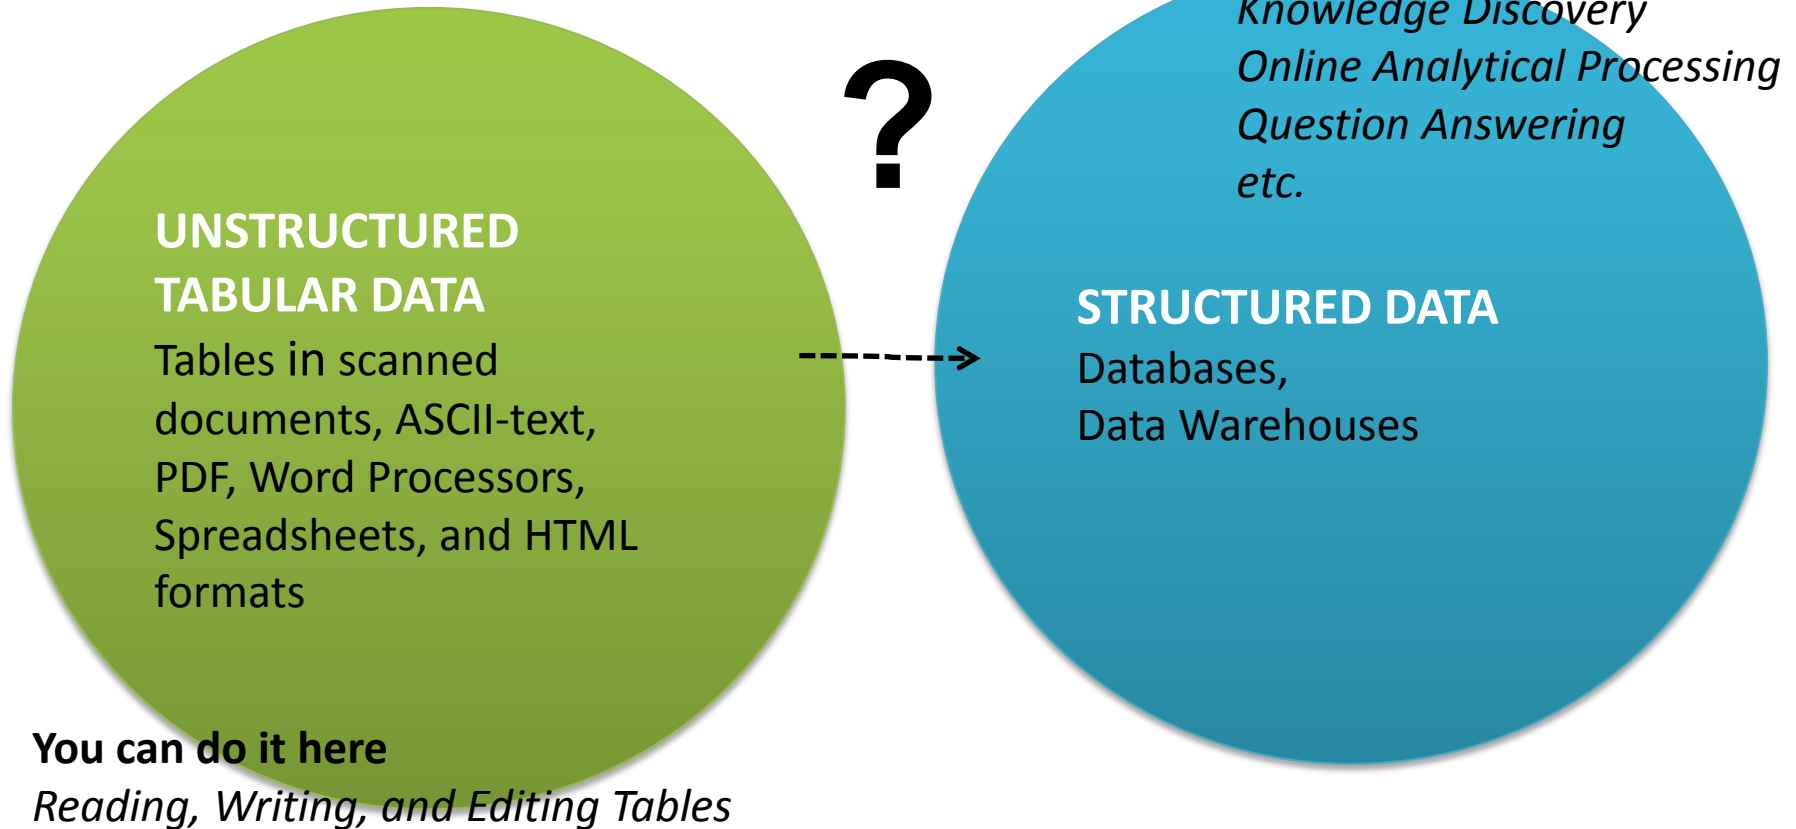 Knowledge Discovery
Online Analytical Processing
Question Answering
etc.
?
UNSTRUCTURED
TABULAR DATA
Tables in scanned
documents, ASCII-text,
PDF, Word Processors,
Spreadsheets, and HTML
formats
STRUCTURED DATA
Databases,
Data Warehouses
You can do it here
Reading, Writing, and Editing Tables